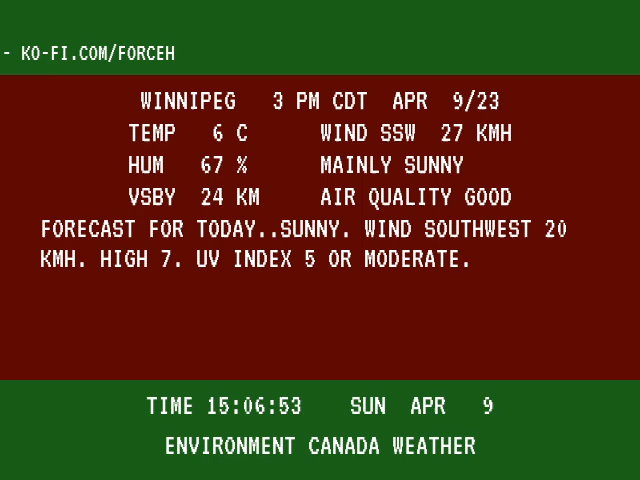 - KO-FI.COM/FORCEH
WINNIPEG 3 PM CDT APR 9/23
TEMP 6 C WIND SSW 27 KMH
HUM 67 % MAINLY SUNNY
VSBY 24 KM AIR QUALITY GOOD
FORECAST FOR TODAY..SUNNY. WIND SOUTHWEST 20
KMH. HIGH 7. UV INDEX 5 OR MODERATE.
TIME 15:06:53 SUN APR 9
ENVIRONMENT CANADA WEATHER